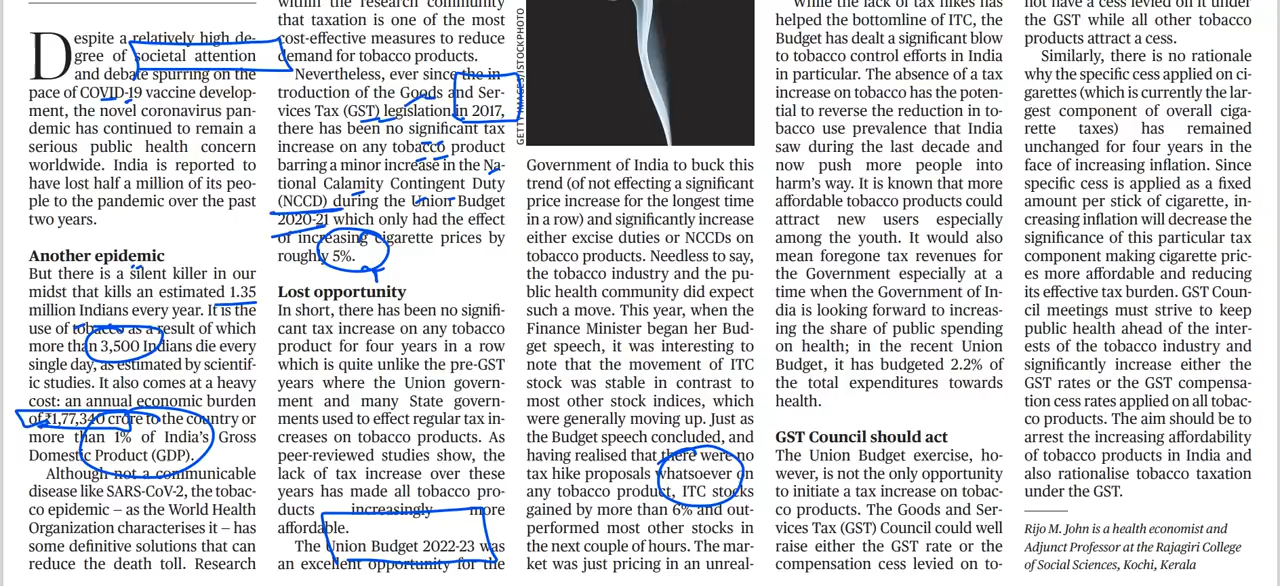 Despite a relatively high de-
gree of societal attention
and debate spurring on the
pace of COVID-19 vaccine develop-
ment, the novel coronavirus pan-
demic has continued to remain a
serious public health concern
worldwide. India is reported to
have lost half a million of its peo-
ple to the pandemic over the past
two years.
Another epidemic
But there is a silent killer in our
midst that kills an estimated 1.35
million Indians every year. It is the
use of tobacco as a result of which
more than 3,500 Indians die every
single day, as estimated by scientif-
ic studies. It also comes at a heavy
cost: an annual economic burden
of ₹1,77,340 crore to the country or
more than 1% of India's Gross
Domestic Product (GDP).
Although not a communicable
disease like SARS-CoV-2, the tobac-
co epidemic – as the World Health
Organization characterises it – has
some definitive solutions that can
reduce the death toll. Research
within the research community
that taxation is one of the most
cost-effective measures to reduce
demand for tobacco products.
Nevertheless, ever since the in-
troduction of the Goods and Ser-
vices Tax (GST) legislation in 2017,
there has been no significant tax
increase on any tobacco product
barring a minor increase in the Na-
tional Calamity Contingent Duty
(NCCD) during the Union Budget
2020-21 which only had the effect
of increasing cigarette prices by
roughly 5%.
Lost opportunity
In short, there has been no signifi-
cant tax increase on any tobacco
product for four years in a row
which is quite unlike the pre-GST
years where the Union govern-
ment and many State govern-
ments used to effect regular tax in-
creases on tobacco products. As
peer-reviewed studies show, the
lack of tax increase over these
years has made all tobacco pro-
ducts increasingly more
affordable.
The Union Budget 2022-23 was
an excellent opportunity for the
GETTY IMAGES/ISTOCKPHOTO
Government of India to buck this
trend (of not effecting a significant
price increase for the longest time
in a row) and significantly increase
either excise duties or NCCDs on
tobacco products. Needless to say,
the tobacco industry and the pu-
blic health community did expect
such a move. This year, when the
Finance Minister began her Bud-
get speech, it was interesting to
note that the movement of ITC
stock was stable in contrast to
most other stock indices, which
were generally moving up. Just as
the Budget speech concluded, and
having realised that there were no
tax hike proposals whatsoever on
any tobacco product, ITC stocks
gained by more than 6% and out-
performed most other stocks in
the next couple of hours. The mar-
ket was just pricing in an unreal-
While the lack of tax hikes has
helped the bottomline of ITC, the
Budget has dealt a significant blow
to tobacco control efforts in India
in particular. The absence of a tax
increase on tobacco has the poten-
tial to reverse the reduction in to-
bacco use prevalence that India
saw during the last decade and
now push more people into
harm's way. It is known that more
affordable tobacco products could
attract new users especially
among the youth. It would also
mean foregone tax revenues for
the Government especially at a
time when the Government of In-
dia is looking forward to increas-
ing the share of public spending
on health; in the recent Union
Budget, it has budgeted 2.2% of
the total expenditures towards
health.
GST Council should act
The Union Budget exercise, ho-
wever, is not the only opportunity
to initiate a tax increase on tobac-
co products. The Goods and Ser-
vices Tax (GST) Council could well
raise either the GST rate or the
compensation cess levied on to-
not have a cess levied on it under
the GST while all other tobacco
products attract a cess.
Similarly, there is no rationale
why the specific cess applied on ci-
garettes (which is currently the lar-
gest component of overall ciga-
rette taxes) has remained
unchanged for four years in the
face of increasing inflation. Since
specific cess is applied as a fixed
amount per stick of cigarette, in-
creasing inflation will decrease the
significance of this particular tax
component making cigarette pric-
es more affordable and reducing
its effective tax burden. GST Coun-
cil meetings must strive to keep
public health ahead of the inter-
ests of the tobacco industry and
significantly increase either the
GST rates or the GST compensa-
tion cess rates applied on all tobac-
co products. The aim should be to
arrest the increasing affordability
of tobacco products in India and
also rationalise tobacco taxation
under the GST.
Rijo M. John is a health economist and
Adjunct Professor at the Rajagiri College
of Social Sciences, Kochi, Kerala